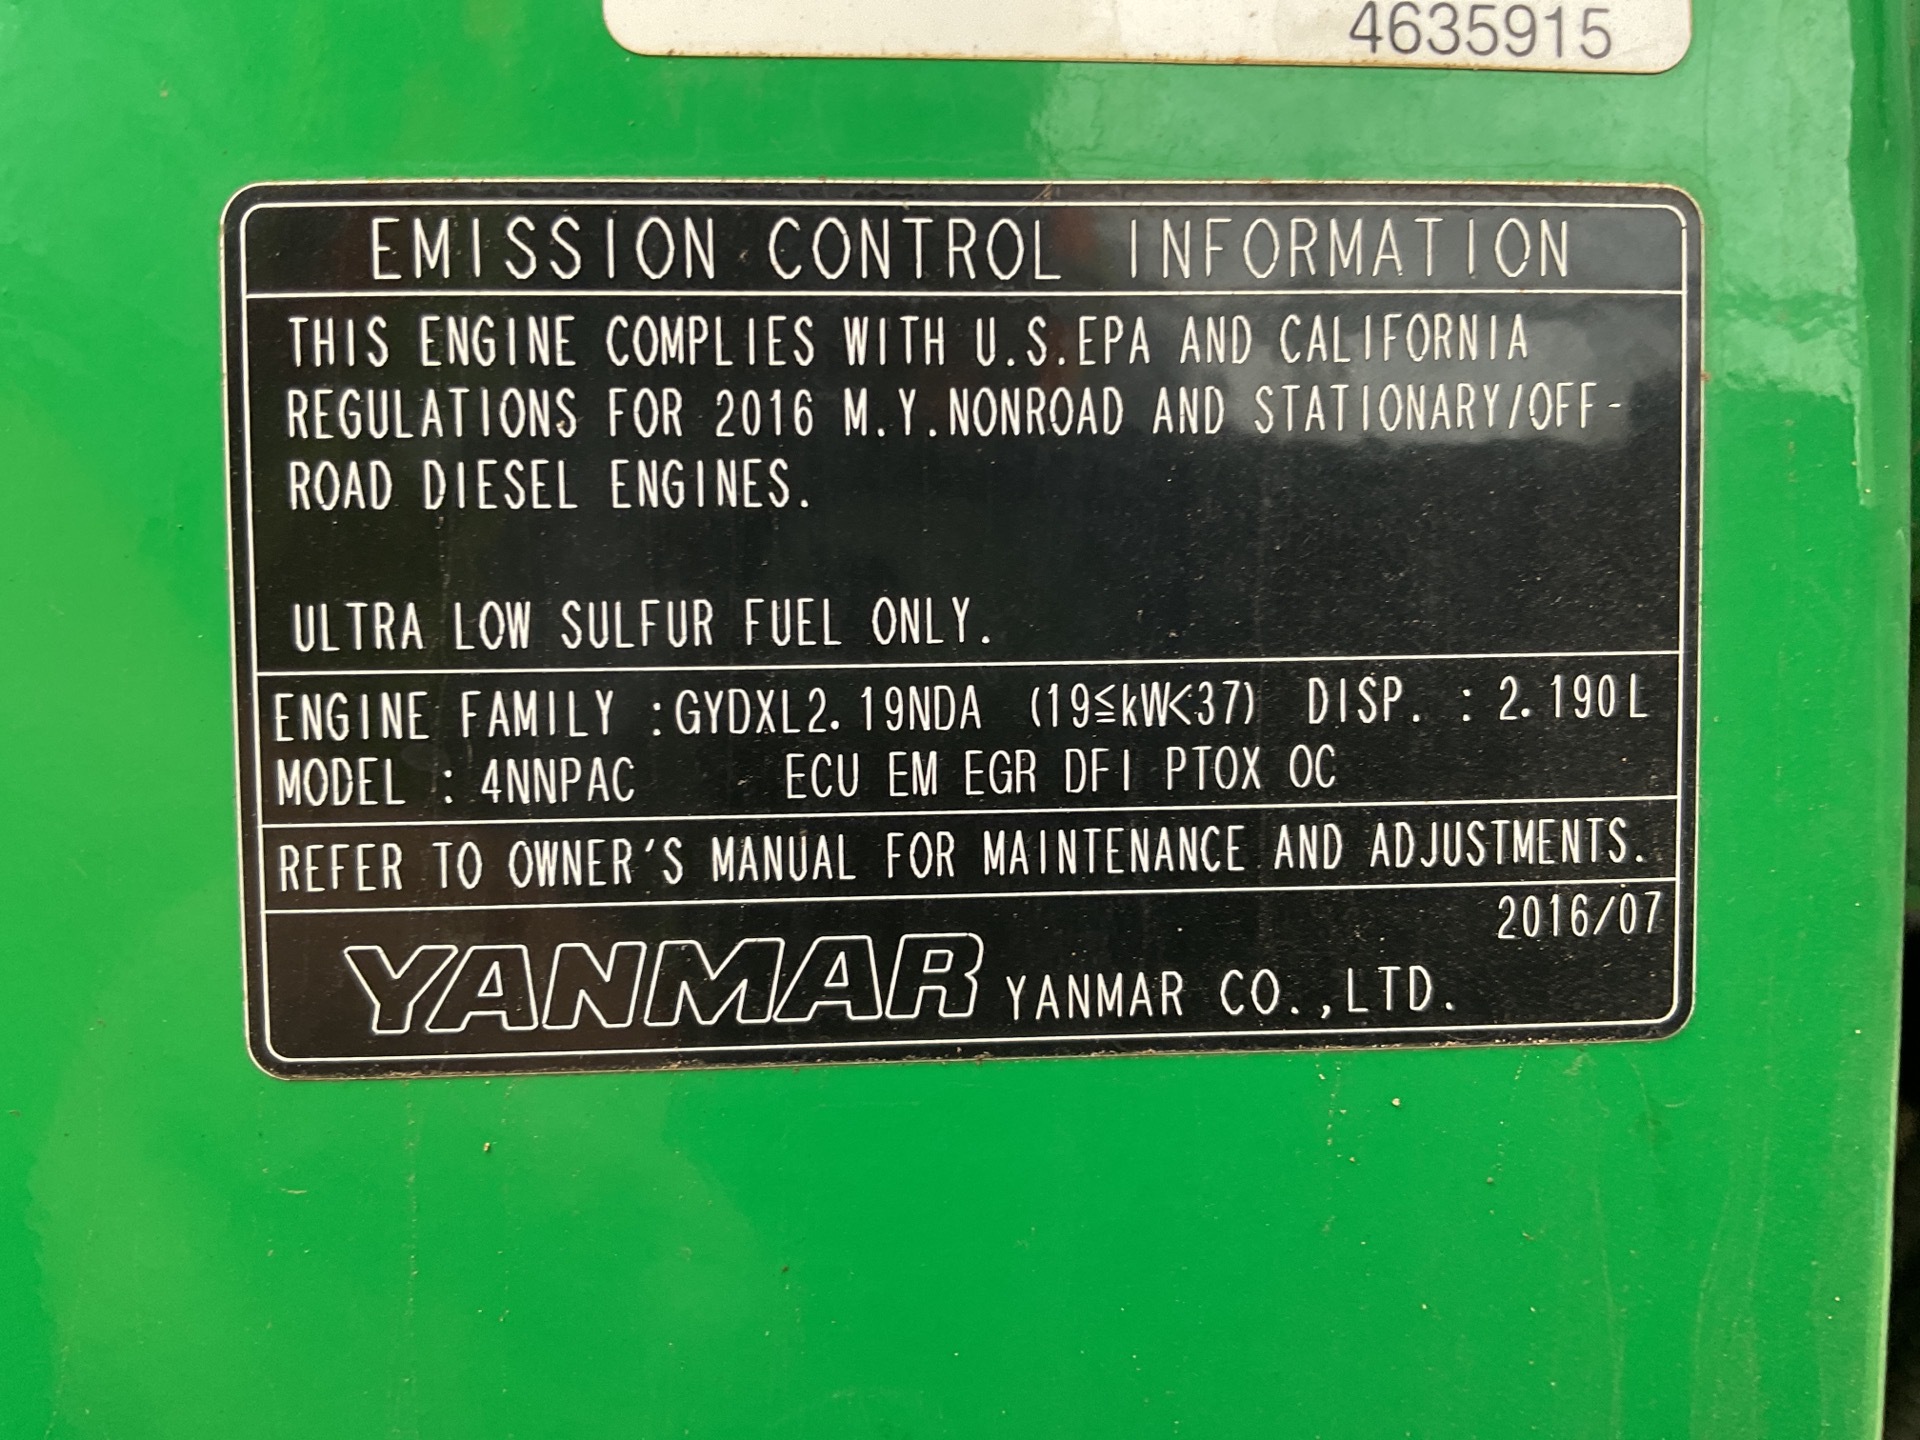 4635915
EMISSION CONTROL INFORMATION
THIS ENGINE COMPLIES WITH U.S.EPA AND CALIFORNIA
REGULATIONS FOR 2016 M.Y.NONROAD AND STATIONARY/OFF-
ROAD DIESEL ENGINES.
ULTRA LOW SULFUR FUEL ONLY.
ENGINE FAMILY :GYDXL2.19NDA (19≦kW<37) DISP. : 2.190L
MODEL : 4NNPAC ECU EM EGR DFI PTOX OC
REFER TO OWNER'S MANUAL FOR MAINTENANCE AND ADJUSTMENTS.
2016/07
YANMAR YANMAR CO.,LTD.